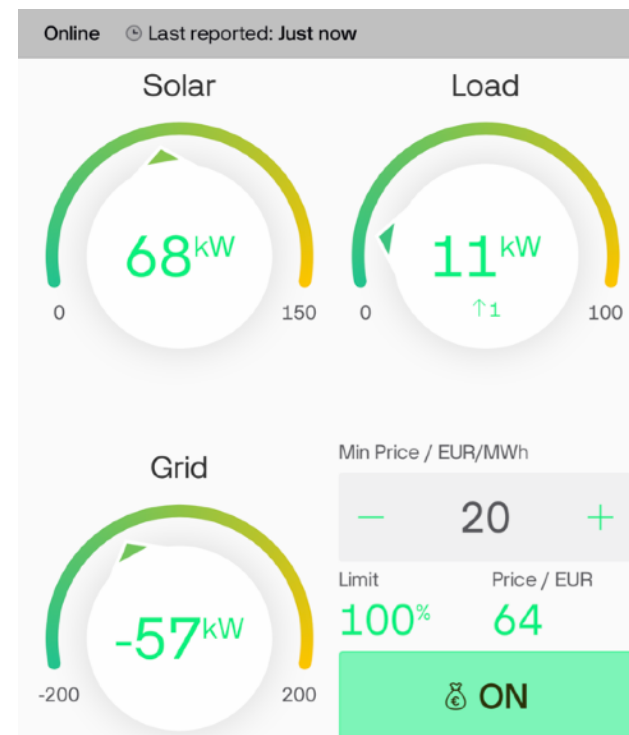 Online Last reported: Just now
Solar
68kW
0 150
Load
11kW
↑1
0 100
Grid
-57kW
-200 200
Min Price / EUR/MWh
− 20 +
Limit Price / EUR
100% 64
€ ON